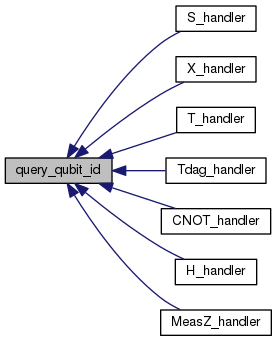 S_handler
X_handler
T_handler
query_qubit_id
Tdag_handler
CNOT_handler
H_handler
MeasZ_handler